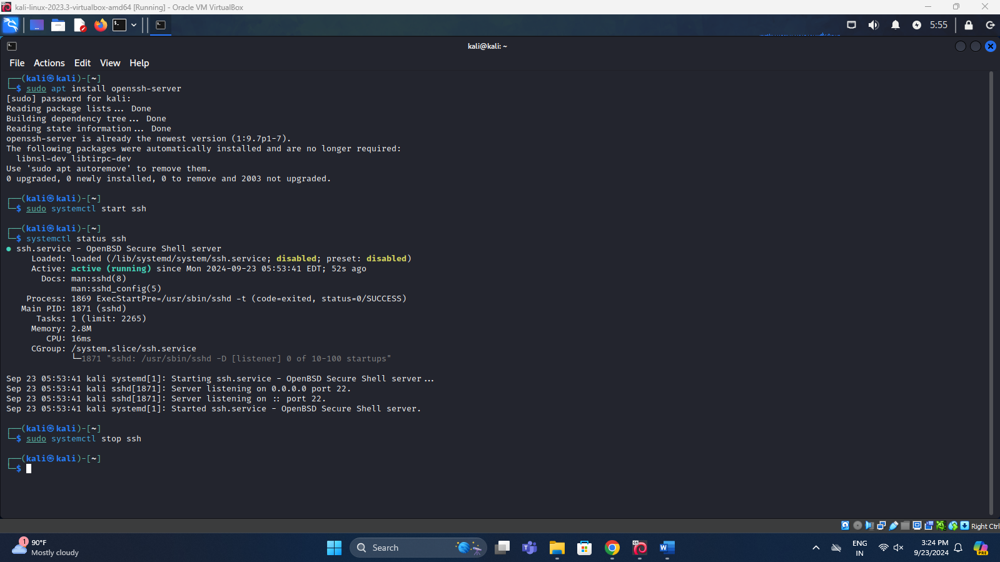 kali-linux-2023.3-virtualbox-amd64 [Running] - Oracle VM VirtualBox
5:55
kali@kali: ~
File Actions Edit View Help
┌──(kali㉿kali)-[~]
└─$ sudo apt install openssh-server
[sudo] password for kali:
Reading package lists... Done
Building dependency tree... Done
Reading state information... Done
openssh-server is already the newest version (1:9.7p1-7).
The following packages were automatically installed and are no longer required:
libnsl-dev libtirpc-dev
Use 'sudo apt autoremove' to remove them.
0 upgraded, 0 newly installed, 0 to remove and 2003 not upgraded.
┌──(kali㉿kali)-[~]
└─$ sudo systemctl start ssh
┌──(kali㉿kali)-[~]
└─$ systemctl status ssh
● ssh.service - OpenBSD Secure Shell server
Loaded: loaded (/lib/systemd/system/ssh.service; disabled; preset: disabled)
Active: active (running) since Mon 2024-09-23 05:53:41 EDT; 52s ago
Docs: man:sshd(8)
man:sshd_config(5)
Process: 1869 ExecStartPre=/usr/sbin/sshd -t (code=exited, status=0/SUCCESS)
Main PID: 1871 (sshd)
Tasks: 1 (limit: 2265)
Memory: 2.8M
CPU: 16ms
CGroup: /system.slice/ssh.service
└─1871 "sshd: /usr/sbin/sshd -D [listener] 0 of 10-100 startups"
Sep 23 05:53:41 kali systemd[1]: Starting ssh.service - OpenBSD Secure Shell server...
Sep 23 05:53:41 kali sshd[1871]: Server listening on 0.0.0.0 port 22.
Sep 23 05:53:41 kali sshd[1871]: Server listening on :: port 22.
Sep 23 05:53:41 kali systemd[1]: Started ssh.service - OpenBSD Secure Shell server.
┌──(kali㉿kali)-[~]
└─$ sudo systemctl stop ssh
┌──(kali㉿kali)-[~]
└─$
Right Ctrl
1
90°F
Mostly cloudy
Search
ENG
IN
3:24 PM
9/23/2024
PRE